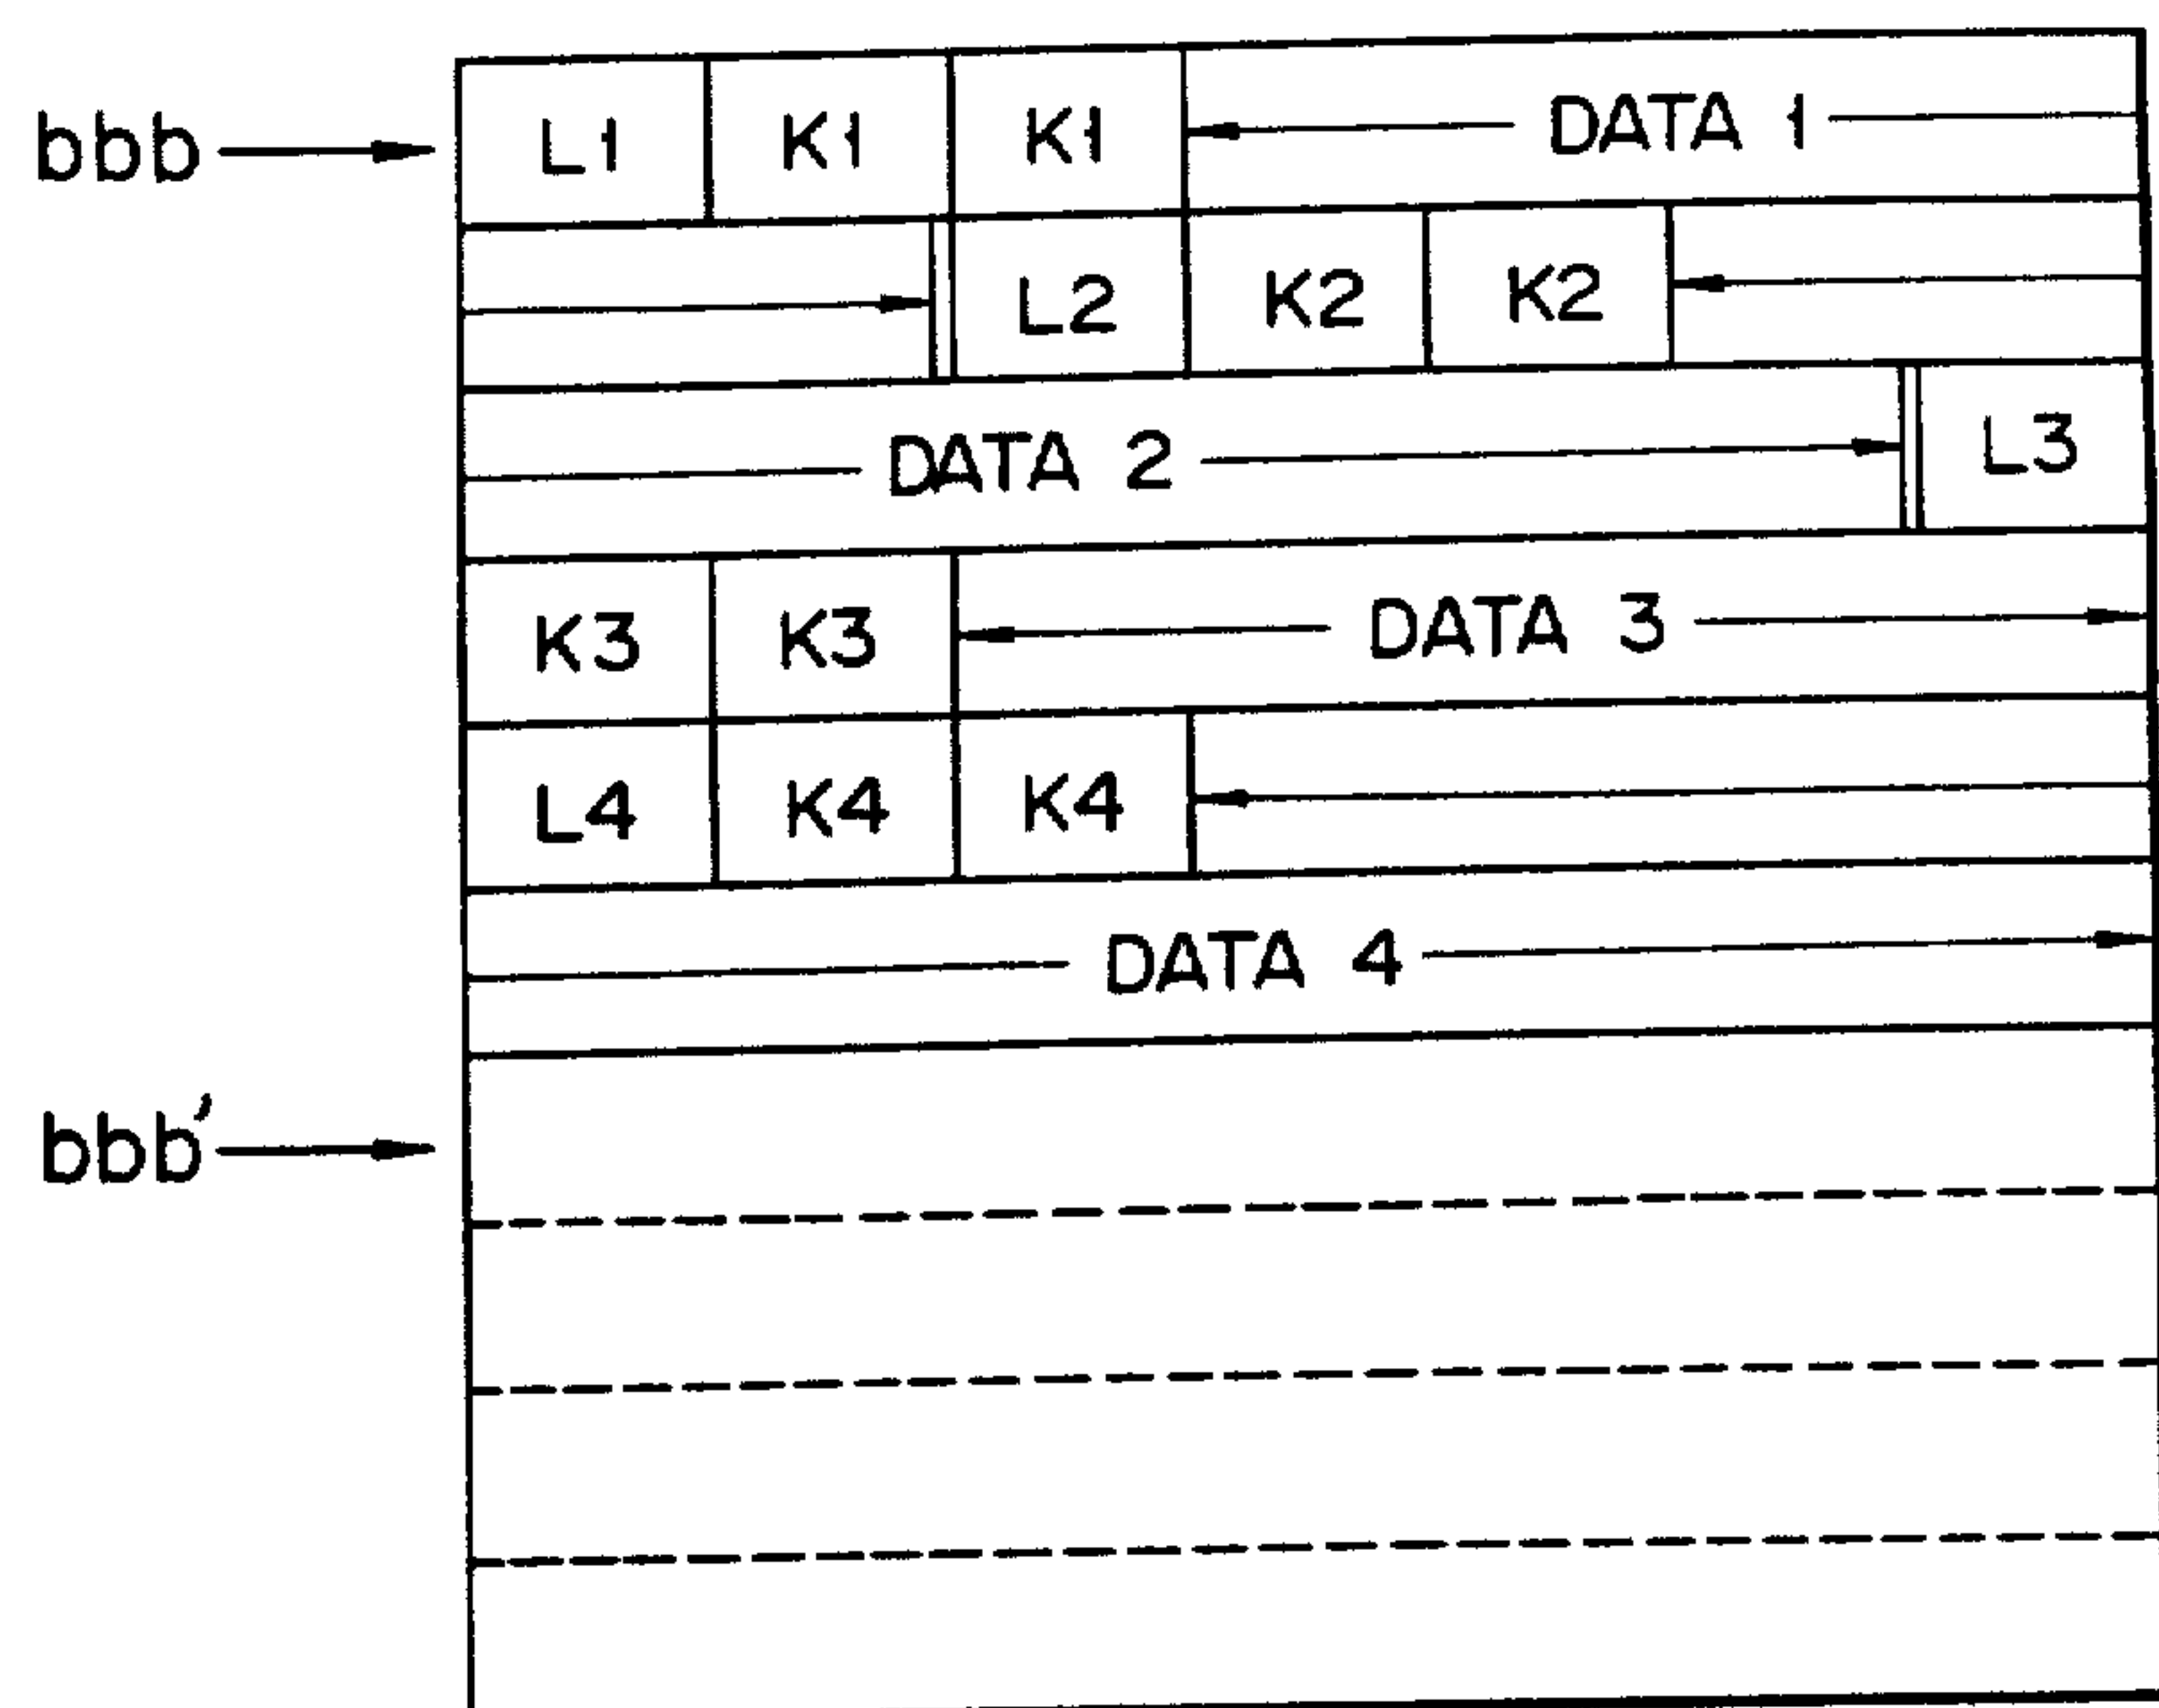 bbb L1 K1 K1 DATA 1
L2 K2 K2
DATA 2 L3
K3 K3 DATA 3
L4 K4 K4
DATA 4
bbb′